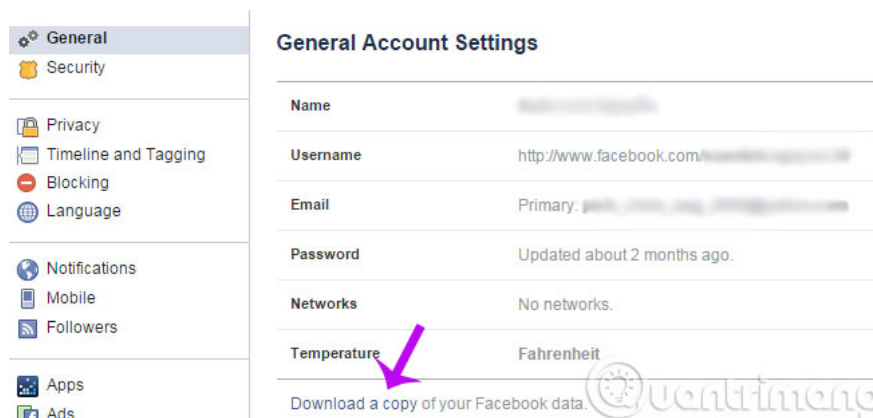 General
Security
Privacy
Timeline and Tagging
Blocking
Language
Notifications
Mobile
Followers
Apps
Ads
General Account Settings
Name
Username http://www.facebook.com/
Email Primary:
Password Updated about 2 months ago.
Networks No networks.
Temperature Fahrenheit
Download a copy of your Facebook data.
Quantrimang